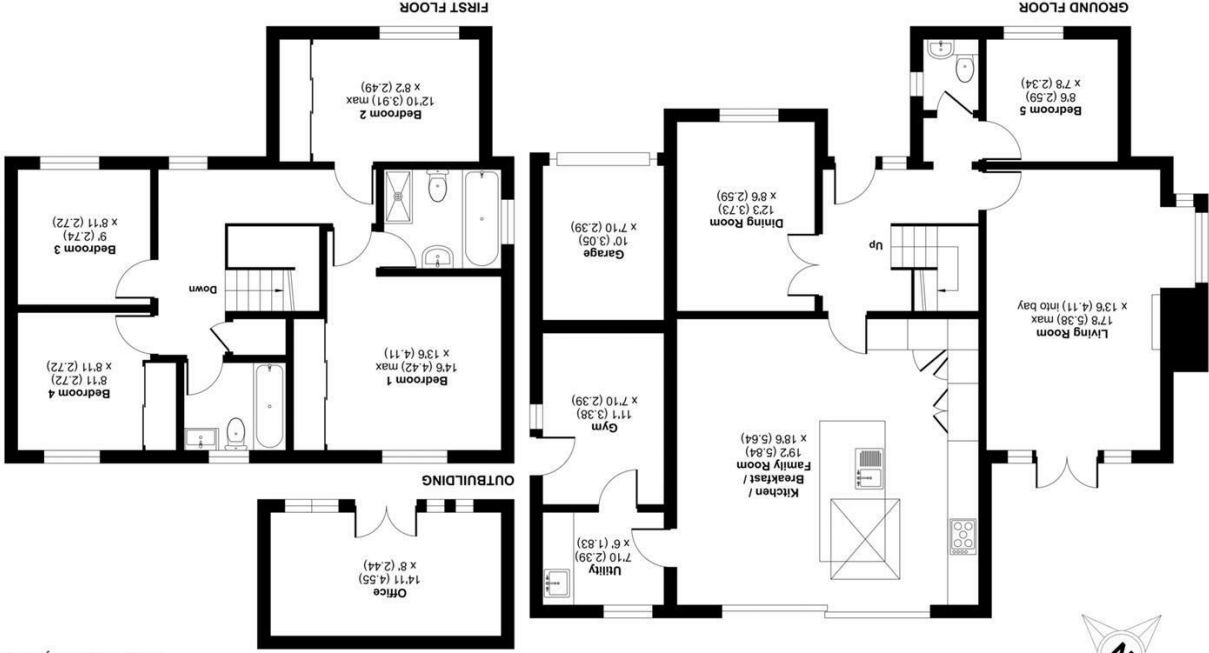 Utility
7'10 (2.39)
x 6' (1.83)
Kitchen /
Breakfast /
Family Room
19'2 (5.84)
x 18'6 (5.64)
Gym
11'1 (3.38)
x 7'10 (2.39)
Living Room
17'8 (5.38) max
x 13'6 (4.11) into bay
Up
Dining Room
12'3 (3.73)
x 8'6 (2.59)
Garage
10' (3.05)
x 7'10 (2.39)
Bedroom 5
8'6 (2.59)
x 7'8 (2.34)
GROUND FLOOR
Office
14'11 (4.55)
x 8' (2.44)
OUTBUILDING
Bedroom 1
14'6 (4.42) max
x 13'6 (4.11)
Bedroom 4
8'11 (2.72)
x 8'11 (2.72)
Down
Bedroom 3
9' (2.74)
x 8'11 (2.72)
Bedroom 2
12'10 (3.91) max
x 8'2 (2.49)
FIRST FLOOR